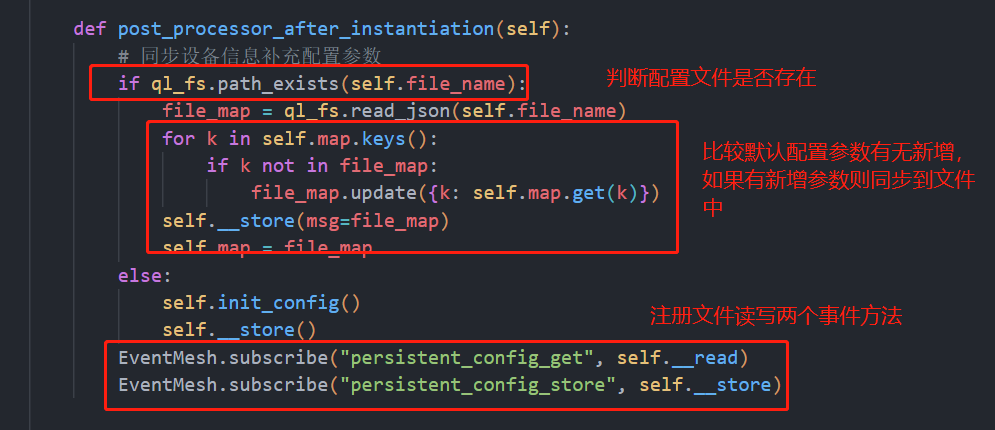 def post_processor_after_instantiation(self):
# 同步设备信息补充配置参数
if ql_fs.path_exists(self.file_name):
判断配置文件是否存在
file_map = ql_fs.read_json(self.file_name)
for k in self.map.keys():
if k not in file_map:
file_map.update({k: self.map.get(k)})
比较默认配置参数有无新增，
如果有新增参数则同步到文件
中
self.__store(msg=file_map)
self.map = file_map
else:
self.init_config()
self.__store()
注册文件读写两个事件方法
EventMesh.subscribe("persistent_config_get", self.__read)
EventMesh.subscribe("persistent_config_store", self.__store)